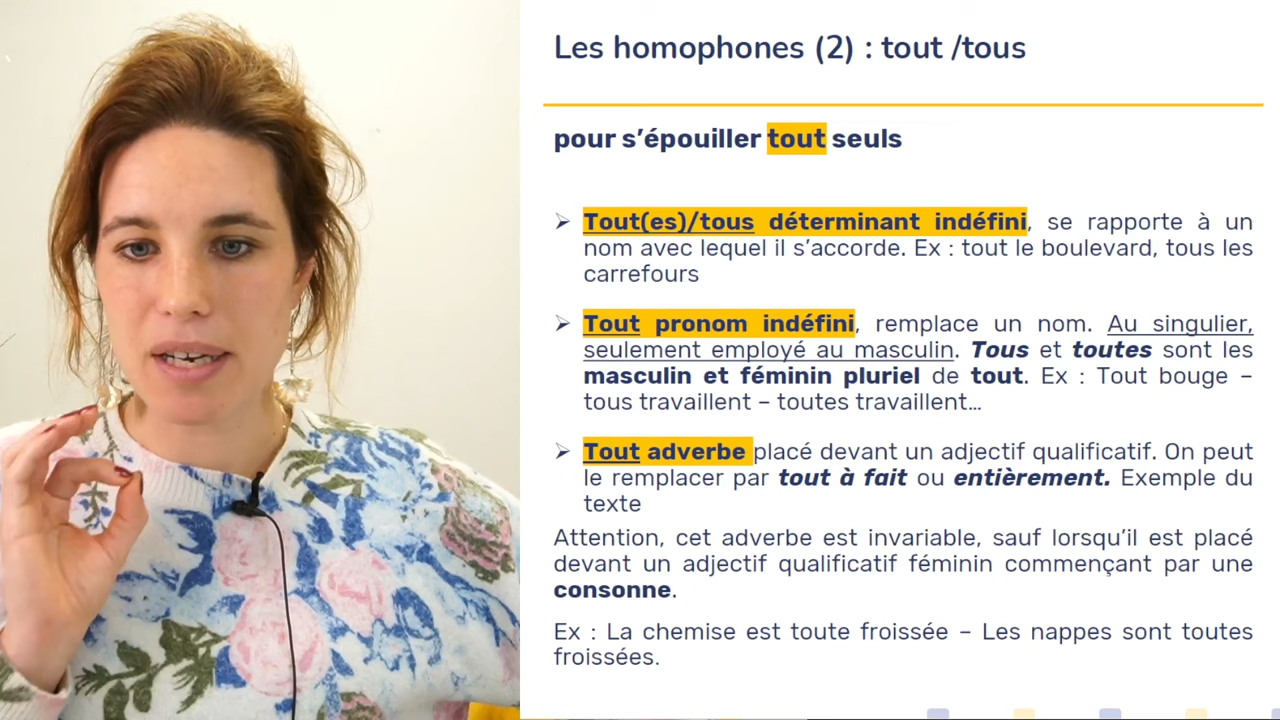 Les homophones (2) : tout /tous
pour s’épouiller tout seuls
➢ Tout(es)/tous déterminant indéfini, se rapporte à un
nom avec lequel il s’accorde. Ex : tout le boulevard, tous les
carrefours
➢ Tout pronom indéfini, remplace un nom. Au singulier,
seulement employé au masculin. Tous et toutes sont les
masculin et féminin pluriel de tout. Ex : Tout bouge –
tous travaillent – toutes travaillent…
➢ Tout adverbe placé devant un adjectif qualificatif. On peut
le remplacer par tout à fait ou entièrement. Exemple du
texte
Attention, cet adverbe est invariable, sauf lorsqu’il est placé
devant un adjectif qualificatif féminin commençant par une
consonne.
Ex : La chemise est toute froissée – Les nappes sont toutes
froissées.